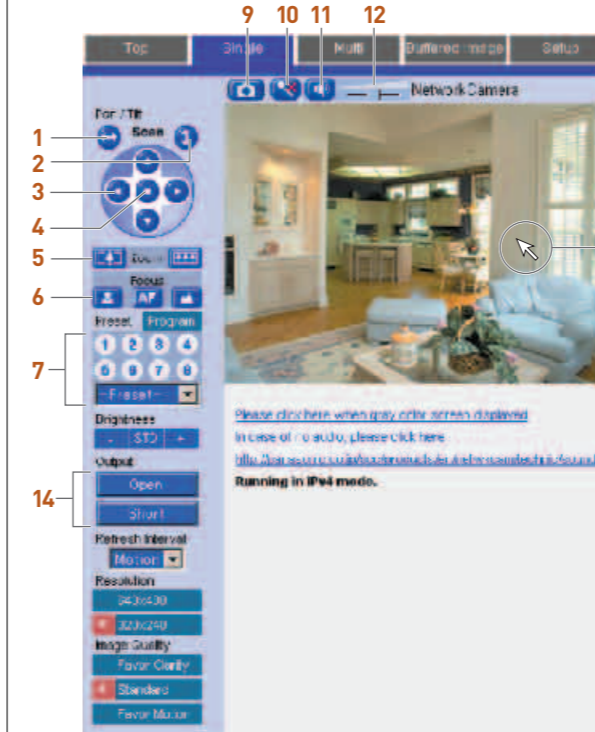 9 10 11 12
Top Single Multi Buffered Image Setup
Network Camera
Pan / Tilt
1 Scan
2
3
4
5 Zoom
6 Focus
AF
Preset Program
1 2 3 4
7
5 6 7 8
-Preset-
Brightness
- STD +
Output
14
Open
Short
Refresh Interval
Motion
Resolution
640x480
320x240
Image Quality
Favor Clarity
Standard
Favor Motion
Please click here when gray color screen displayed
In case of no audio, please click here
Running in IPv4 mode.